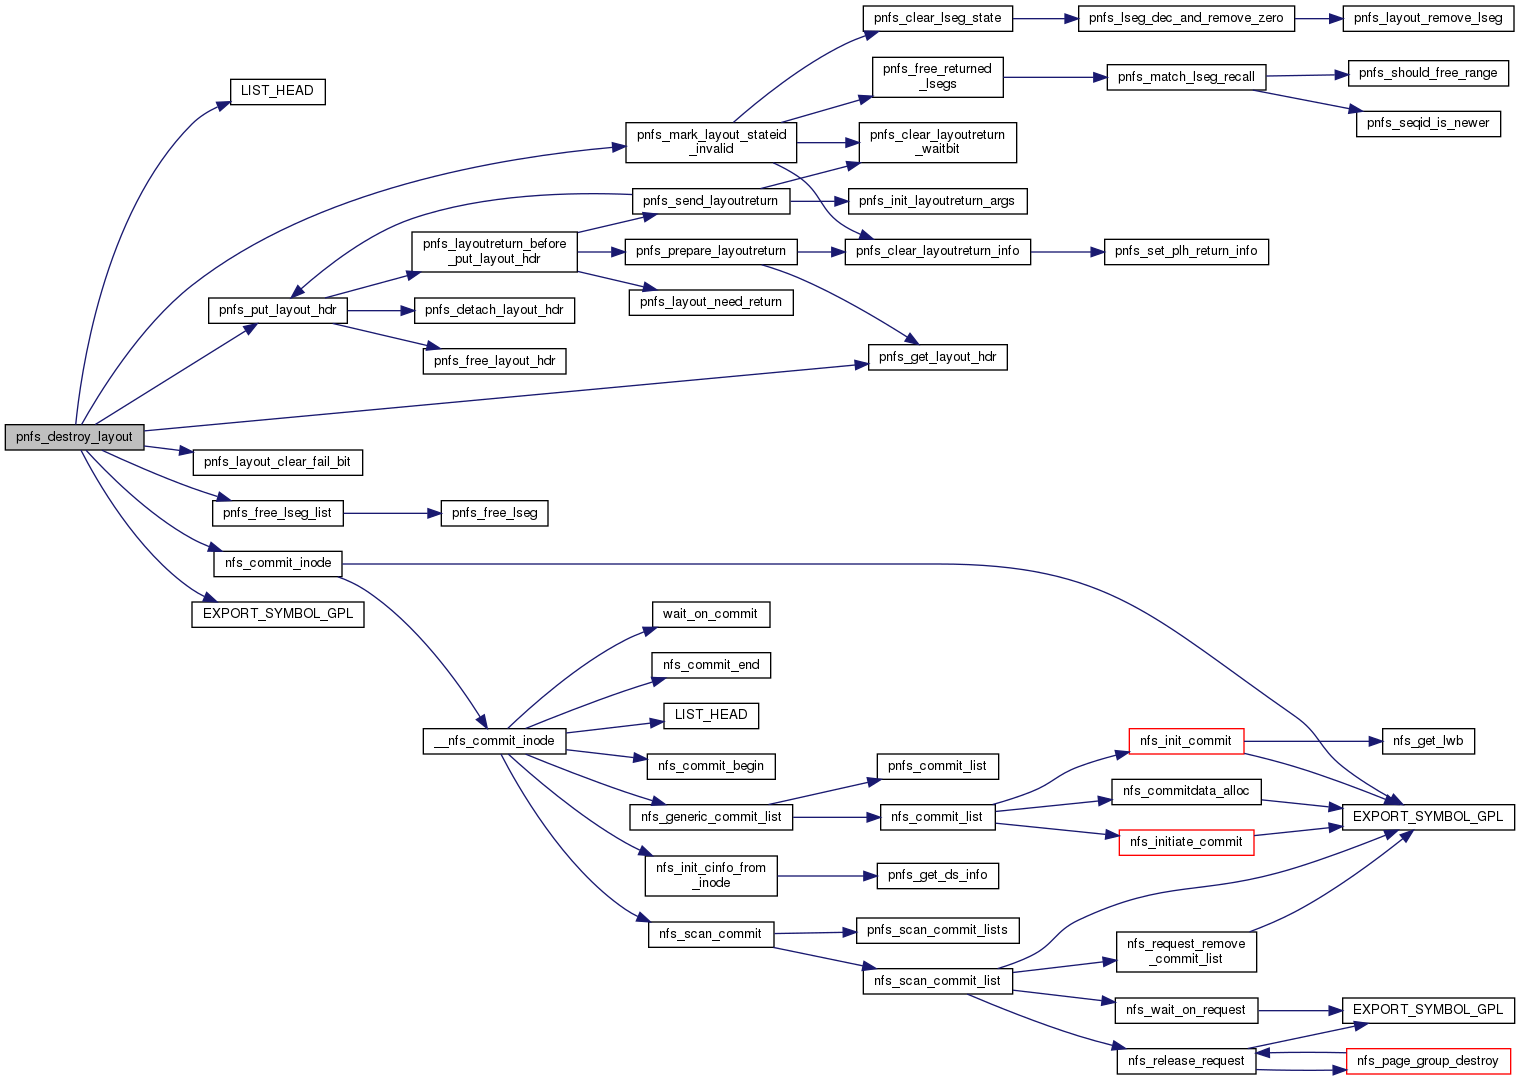 pnfs_clear_lseg_state
pnfs_lseg_dec_and_remove_zero
pnfs_layout_remove_lseg
LIST_HEAD
pnfs_free_returned
_lsegs
pnfs_match_lseg_recall
pnfs_should_free_range
pnfs_seqid_is_newer
pnfs_mark_layout_stateid
_invalid
pnfs_clear_layoutreturn
_waitbit
pnfs_send_layoutreturn
pnfs_init_layoutreturn_args
pnfs_layoutreturn_before
_put_layout_hdr
pnfs_prepare_layoutreturn
pnfs_clear_layoutreturn_info
pnfs_set_plh_return_info
pnfs_layout_need_return
pnfs_put_layout_hdr
pnfs_detach_layout_hdr
pnfs_free_layout_hdr
pnfs_get_layout_hdr
pnfs_destroy_layout
pnfs_layout_clear_fail_bit
pnfs_free_lseg_list
pnfs_free_lseg
nfs_commit_inode
EXPORT_SYMBOL_GPL
wait_on_commit
nfs_commit_end
LIST_HEAD
__nfs_commit_inode
nfs_commit_begin
nfs_init_commit
nfs_get_lwb
pnfs_commit_list
nfs_commitdata_alloc
nfs_generic_commit_list
nfs_commit_list
EXPORT_SYMBOL_GPL
nfs_initiate_commit
nfs_init_cinfo_from
_inode
pnfs_get_ds_info
nfs_scan_commit
pnfs_scan_commit_lists
nfs_request_remove
_commit_list
nfs_scan_commit_list
nfs_wait_on_request
EXPORT_SYMBOL_GPL
nfs_release_request
nfs_page_group_destroy